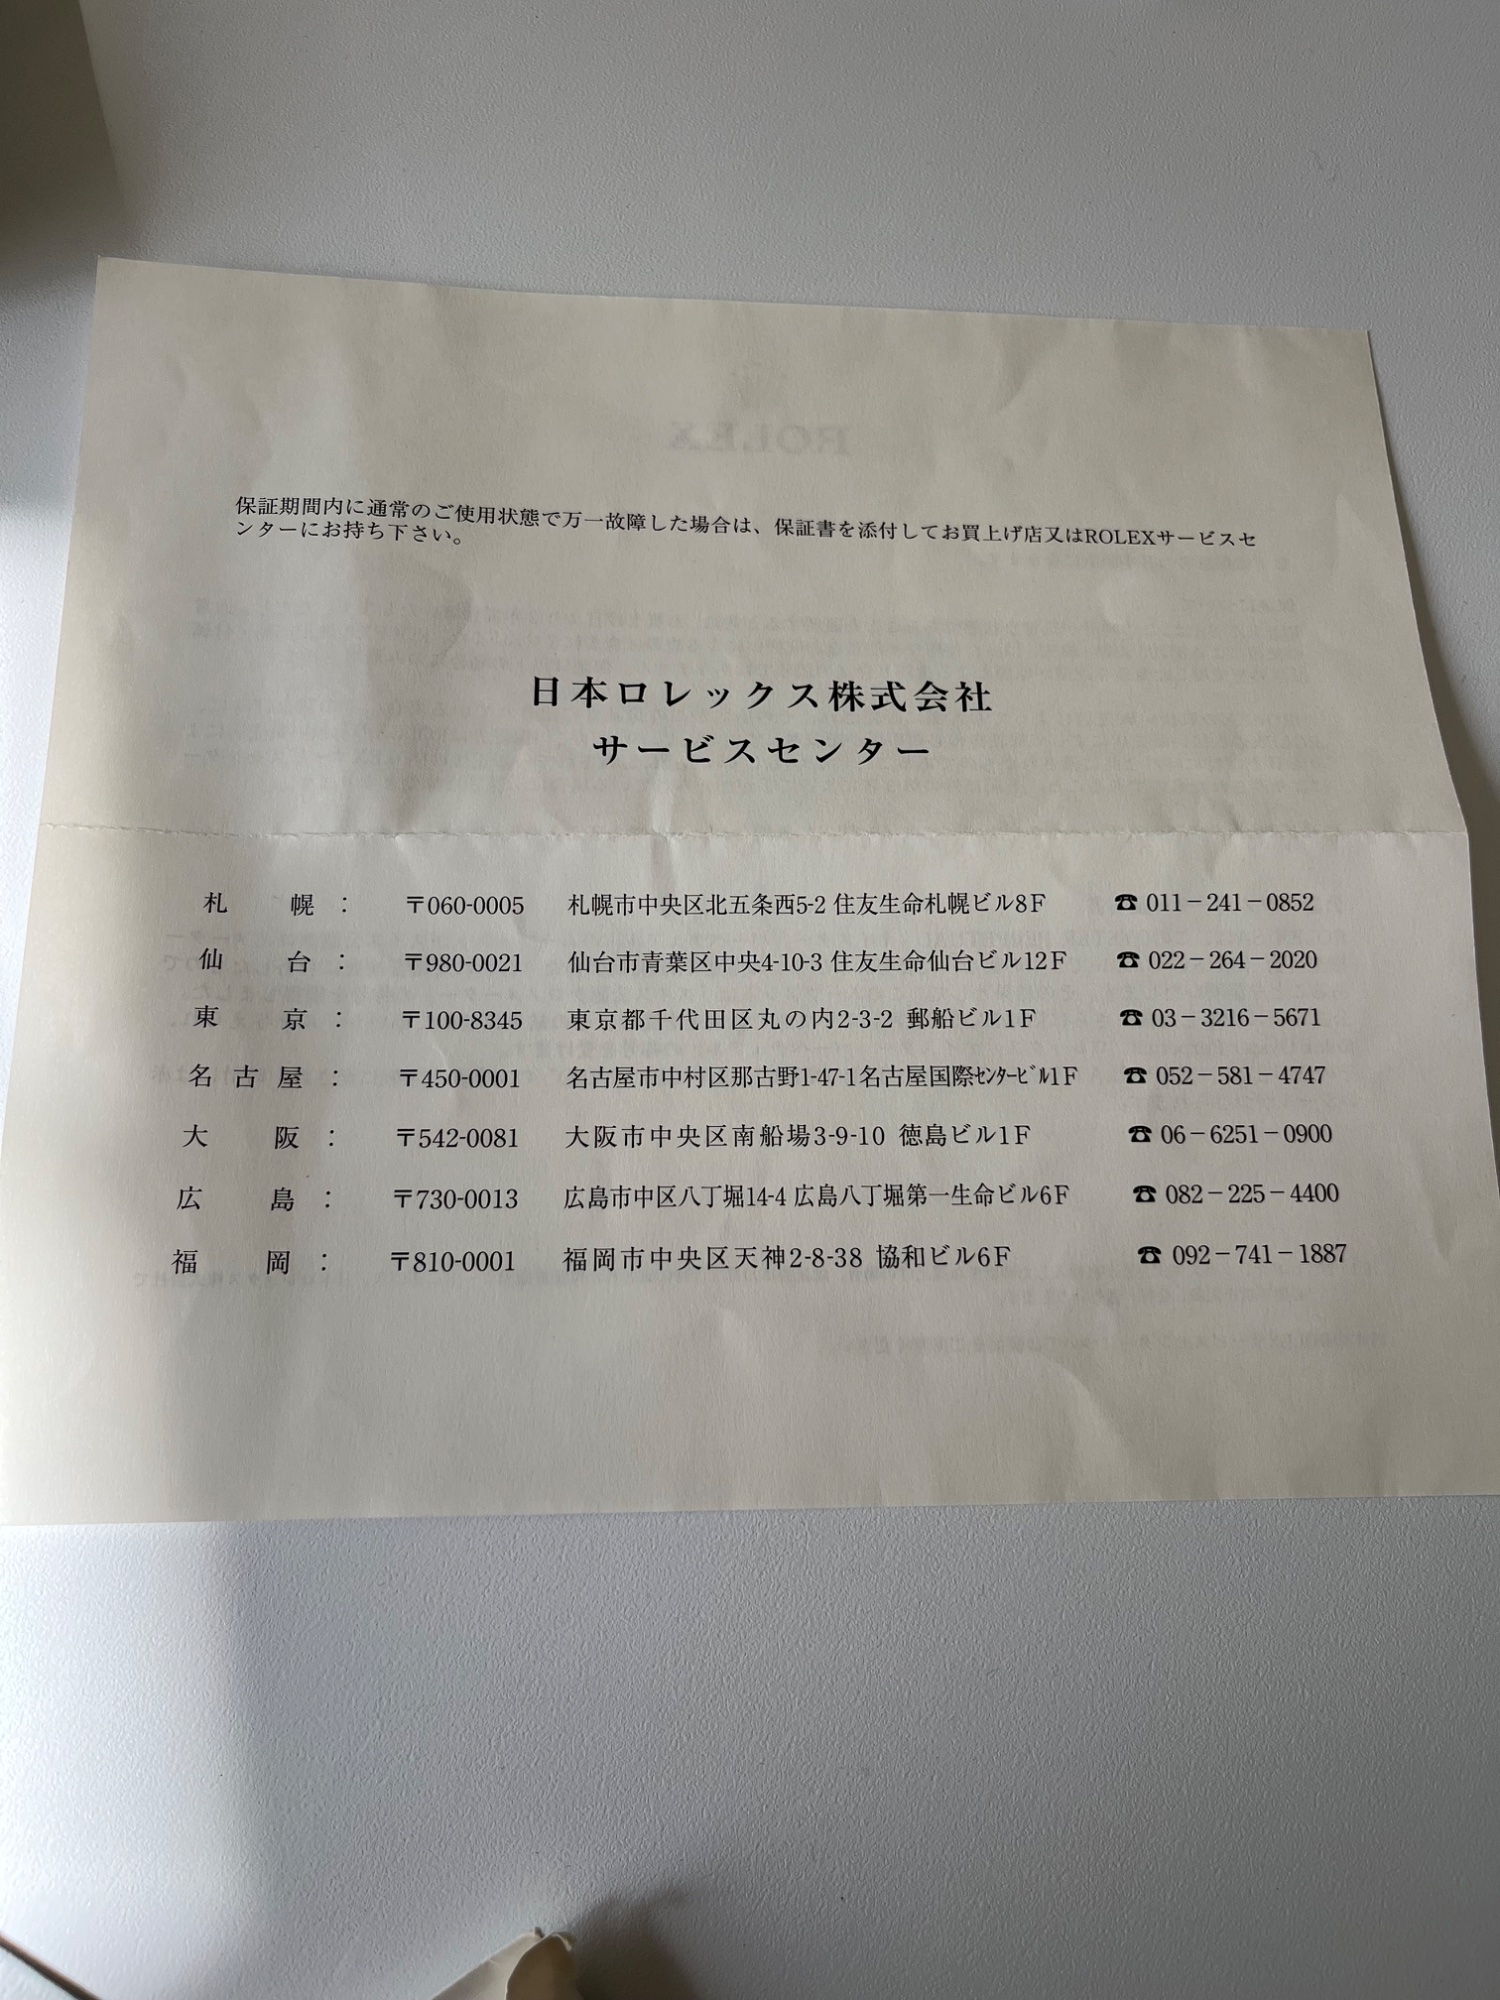 保証期間内に通常のご使用状態で万一故障した場合は、保証書を添付してお買上げ店又はROLEXサービスセ
ンターにお持ち下さい。
日本ロレックス株式会社
サービスセンター
札幌： 〒060-0005 札幌市中央区北五条西5-2 住友生命札幌ビル8F ☎ 011－241－0852
仙台： 〒980-0021 仙台市青葉区中央4-10-3 住友生命仙台ビル12F ☎ 022－264－2020
東京： 〒100-8345 東京都千代田区丸の内2-3-2 郵船ビル1F ☎ 03－3216－5671
名古屋： 〒450-0001 名古屋市中村区那古野1-47-1名古屋国際ｾﾝﾀｰﾋﾞﾙ1F ☎ 052－581－4747
大阪： 〒542-0081 大阪市中央区南船場3-9-10 徳島ビル1F ☎ 06－6251－0900
広島： 〒730-0013 広島市中区八丁堀14-4 広島八丁堀第一生命ビル6F ☎ 082－225－4400
福岡： 〒810-0001 福岡市中央区天神2-8-38 協和ビル6F ☎ 092－741－1887